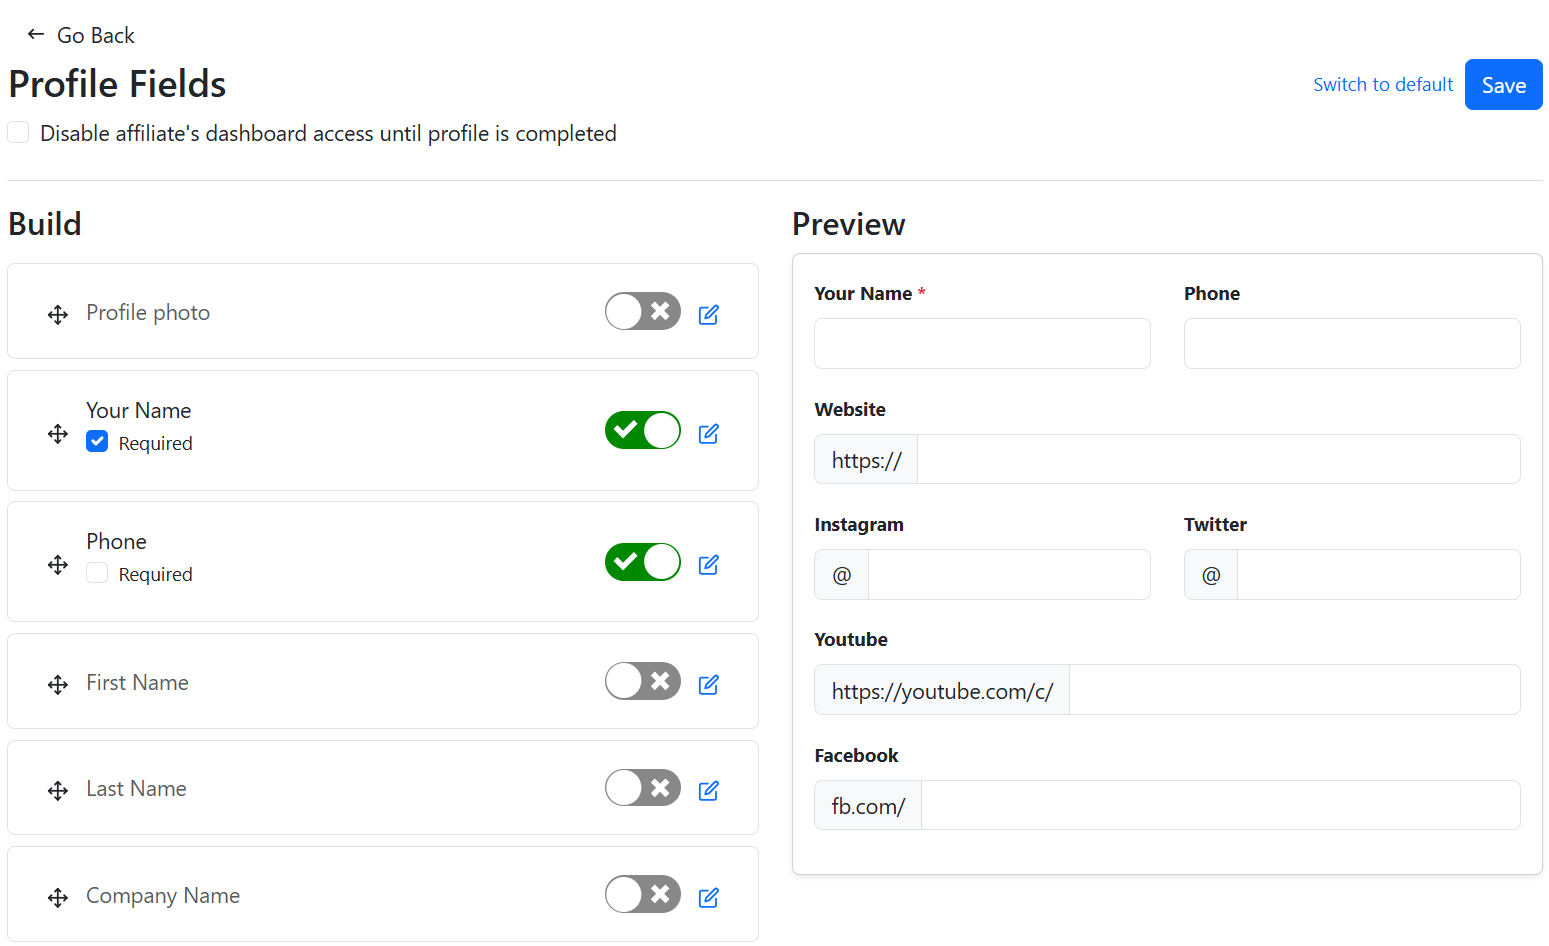 Go Back
Profile Fields
Switch to default
Save
Disable affiliate's dashboard access until profile is completed
Build
Profile photo
Your Name
Required
Phone
Required
First Name
Last Name
Company Name
Preview
Your Name *
Phone
Website
https://
Instagram
Twitter
@
@
Youtube
https://youtube.com/c/
Facebook
fb.com/